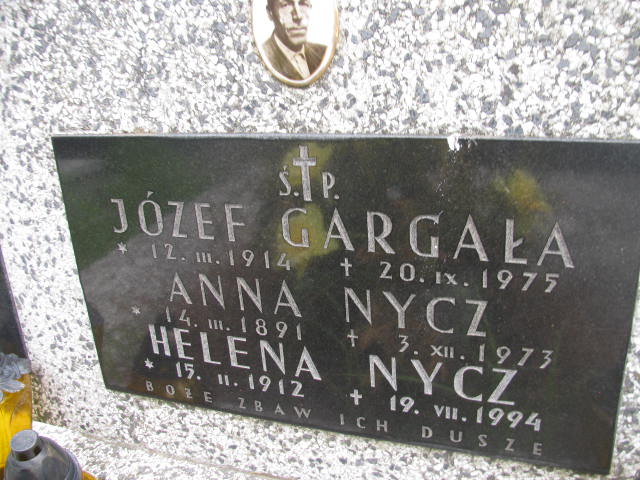 Ś.†P.
JÓZEF GARGAŁA
* 12.III.1914 † 20.IX.1975
ANNA NYCZ
* 14.III.1891 † 3.XII.1973
HELENA NYCZ
* 15.II.1912 † 19.VII.1994
BOŻE ZBAW ICH DUSZE